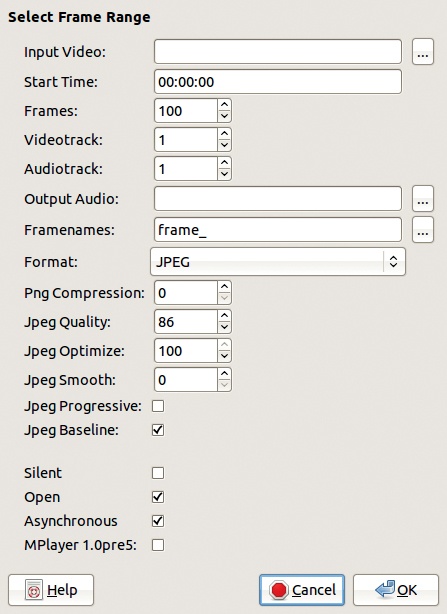 Select Frame Range
Input Video: ...
Start Time: 00:00:00
Frames: 100
Videotrack: 1
Audiotrack: 1
Output Audio: ...
Framenames: frame_ ...
Format: JPEG
Png Compression: 0
Jpeg Quality: 86
Jpeg Optimize: 100
Jpeg Smooth: 0
Jpeg Progressive:
Jpeg Baseline:
Silent
Open
Asynchronous
MPlayer 1.0pre5:
Help Cancel OK